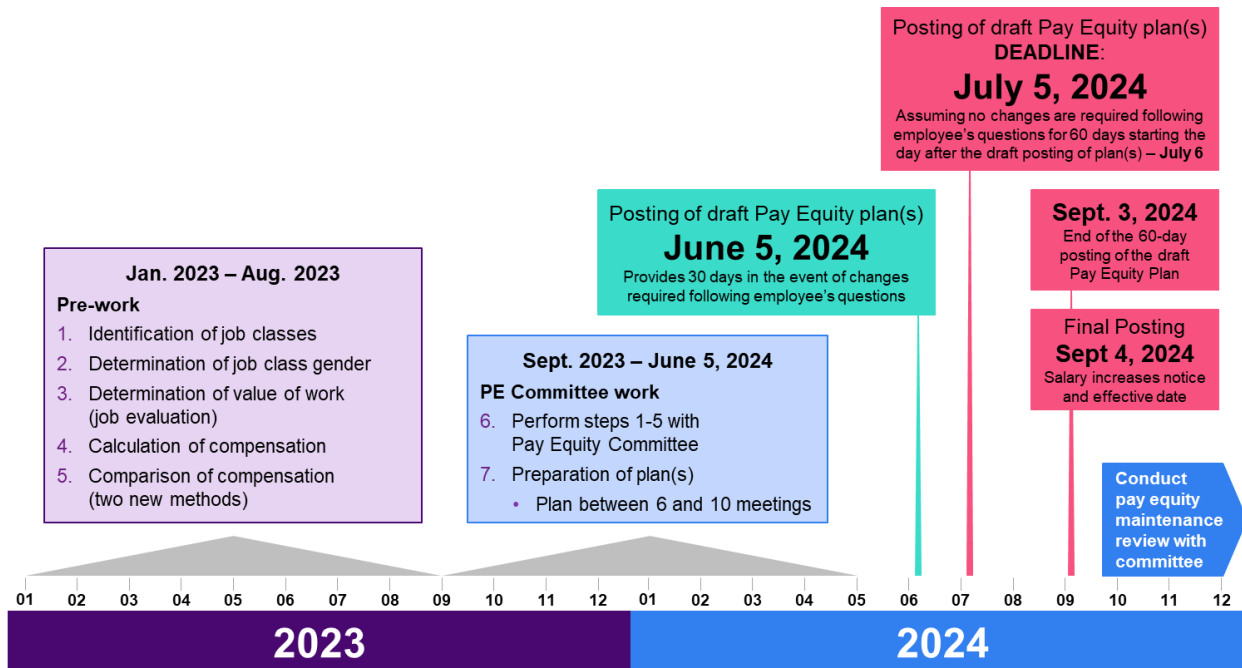 Posting of draft Pay Equity plan(s)
DEADLINE:
July 5, 2024
Assuming no changes are required following
employee's questions for 60 days starting the
day after the draft posting of plan(s) – July 6
Posting of draft Pay Equity plan(s)
June 5, 2024
Provides 30 days in the event of changes
required following employee's questions
Sept. 3, 2024
End of the 60-day
posting of the draft
Pay Equity Plan
Jan. 2023 – Aug. 2023
Pre-work
1. Identification of job classes
2. Determination of job class gender
3. Determination of value of work
(job evaluation)
4. Calculation of compensation
5. Comparison of compensation
(two new methods)
Sept. 2023 – June 5, 2024
PE Committee work
6. Perform steps 1-5 with
Pay Equity Committee
7. Preparation of plan(s)
• Plan between 6 and 10 meetings
Final Posting
Sept 4, 2024
Salary increases notice
and effective date
Conduct
pay equity
maintenance
review with
committee
01 02 03 04 05 06 07 08 09 10 11 12 01 02 03 04 05 06 07 08 09 10 11 12
2023 2024